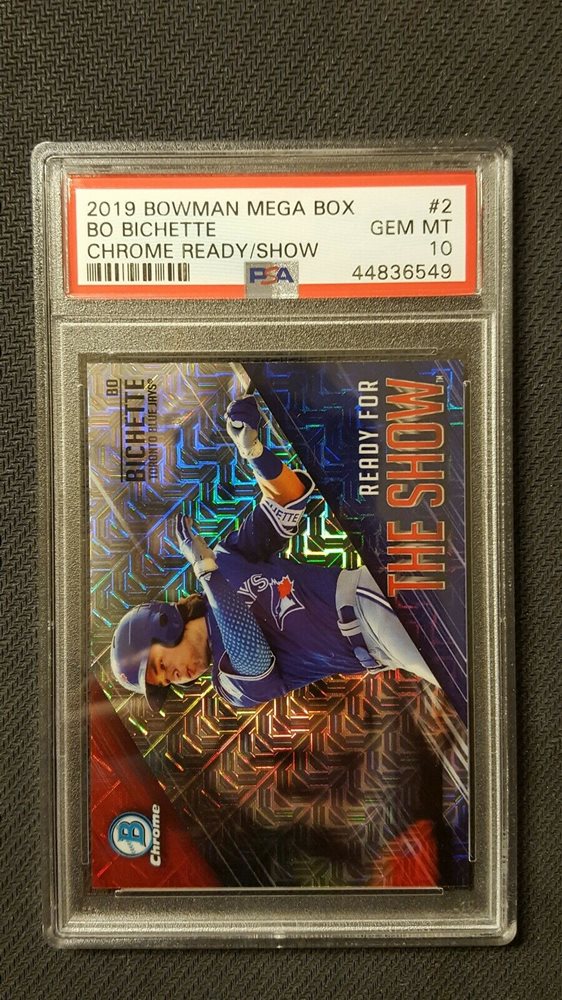 2019 BOWMAN MEGA BOX #2
BO BICHETTE GEM MT
CHROME READY/SHOW 10
PSA 44836549
BO
BICHETTE
TORONTO BLUE JAYS®
READY FOR
THE SHOW™
B
Chrome